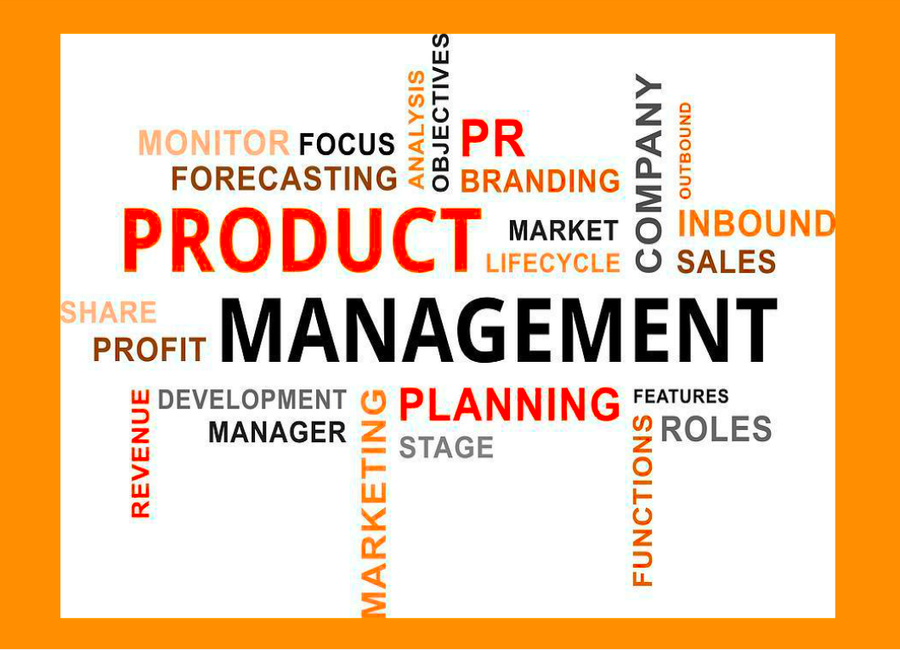 OBJECTIVES
ANALYSIS
COMPANY
OUTBOUND
PR
MONITOR FOCUS
FORECASTING
BRANDING
PRODUCT
MARKET
INBOUND
LIFECYCLE
SALES
SHARE
MANAGEMENT
PROFIT
REVENUE
DEVELOPMENT
MARKETING
PLANNING
FEATURES
MANAGER
STAGE
ROLES
FUNCTIONS